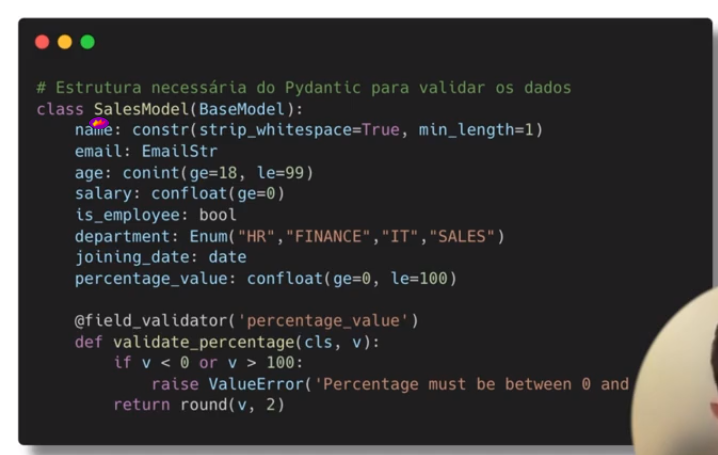 # Estrutura necessária do Pydantic para validar os dados
class SalesModel(BaseModel):
    name: constr(strip_whitespace=True, min_length=1)
    email: EmailStr
    age: conint(ge=18, le=99)
    salary: confloat(ge=0)
    is_employee: bool
    department: Enum("HR","FINANCE","IT","SALES")
    joining_date: date
    percentage_value: confloat(ge=0, le=100)

    @field_validator('percentage_value')
    def validate_percentage(cls, v):
        if v < 0 or v > 100:
            raise ValueError('Percentage must be between 0 and
        return round(v, 2)